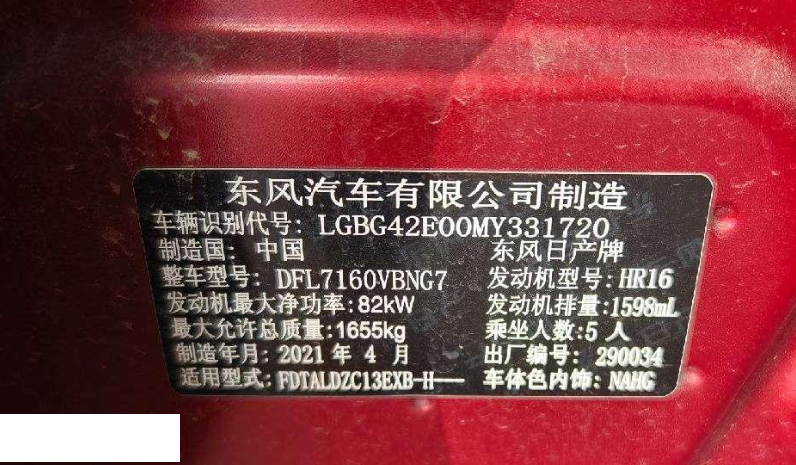 东风汽车有限公司制造
车辆识别代号: LGBG42E00MY331720
制造国: 中国 东风日产牌
整车型号: DFL7160VBNG7 发动机型号: HR16
发动机最大净功率:82kW 发动机排量:1598mL
最大允许总质量:1655kg 乘坐人数:5 人
制造年月:2021 年 4 月 出厂编号: 290034
适用型式: FDTALDZC13EXB-H-- 车体色内饰: NAHG